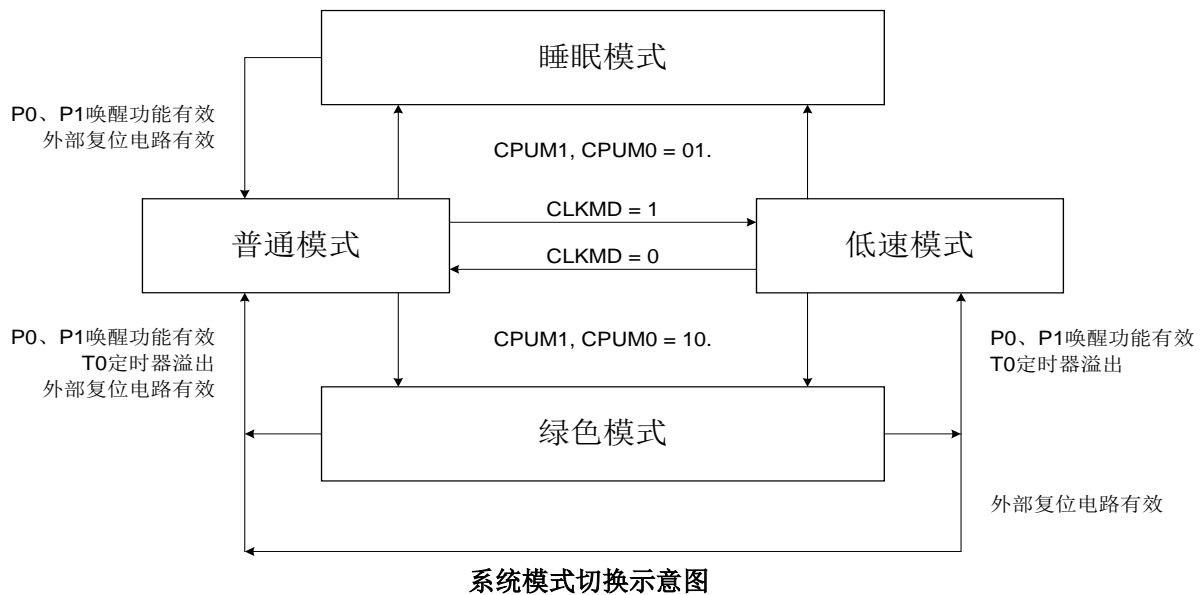 睡眠模式
P0、P1唤醒功能有效
外部复位电路有效
CPUM1, CPUM0 = 01.
普通模式
CLKMD = 1
CLKMD = 0
低速模式
P0、P1唤醒功能有效
T0定时器溢出
外部复位电路有效
CPUM1, CPUM0 = 10.
P0、P1唤醒功能有效
T0定时器溢出
绿色模式
外部复位电路有效
系统模式切换示意图